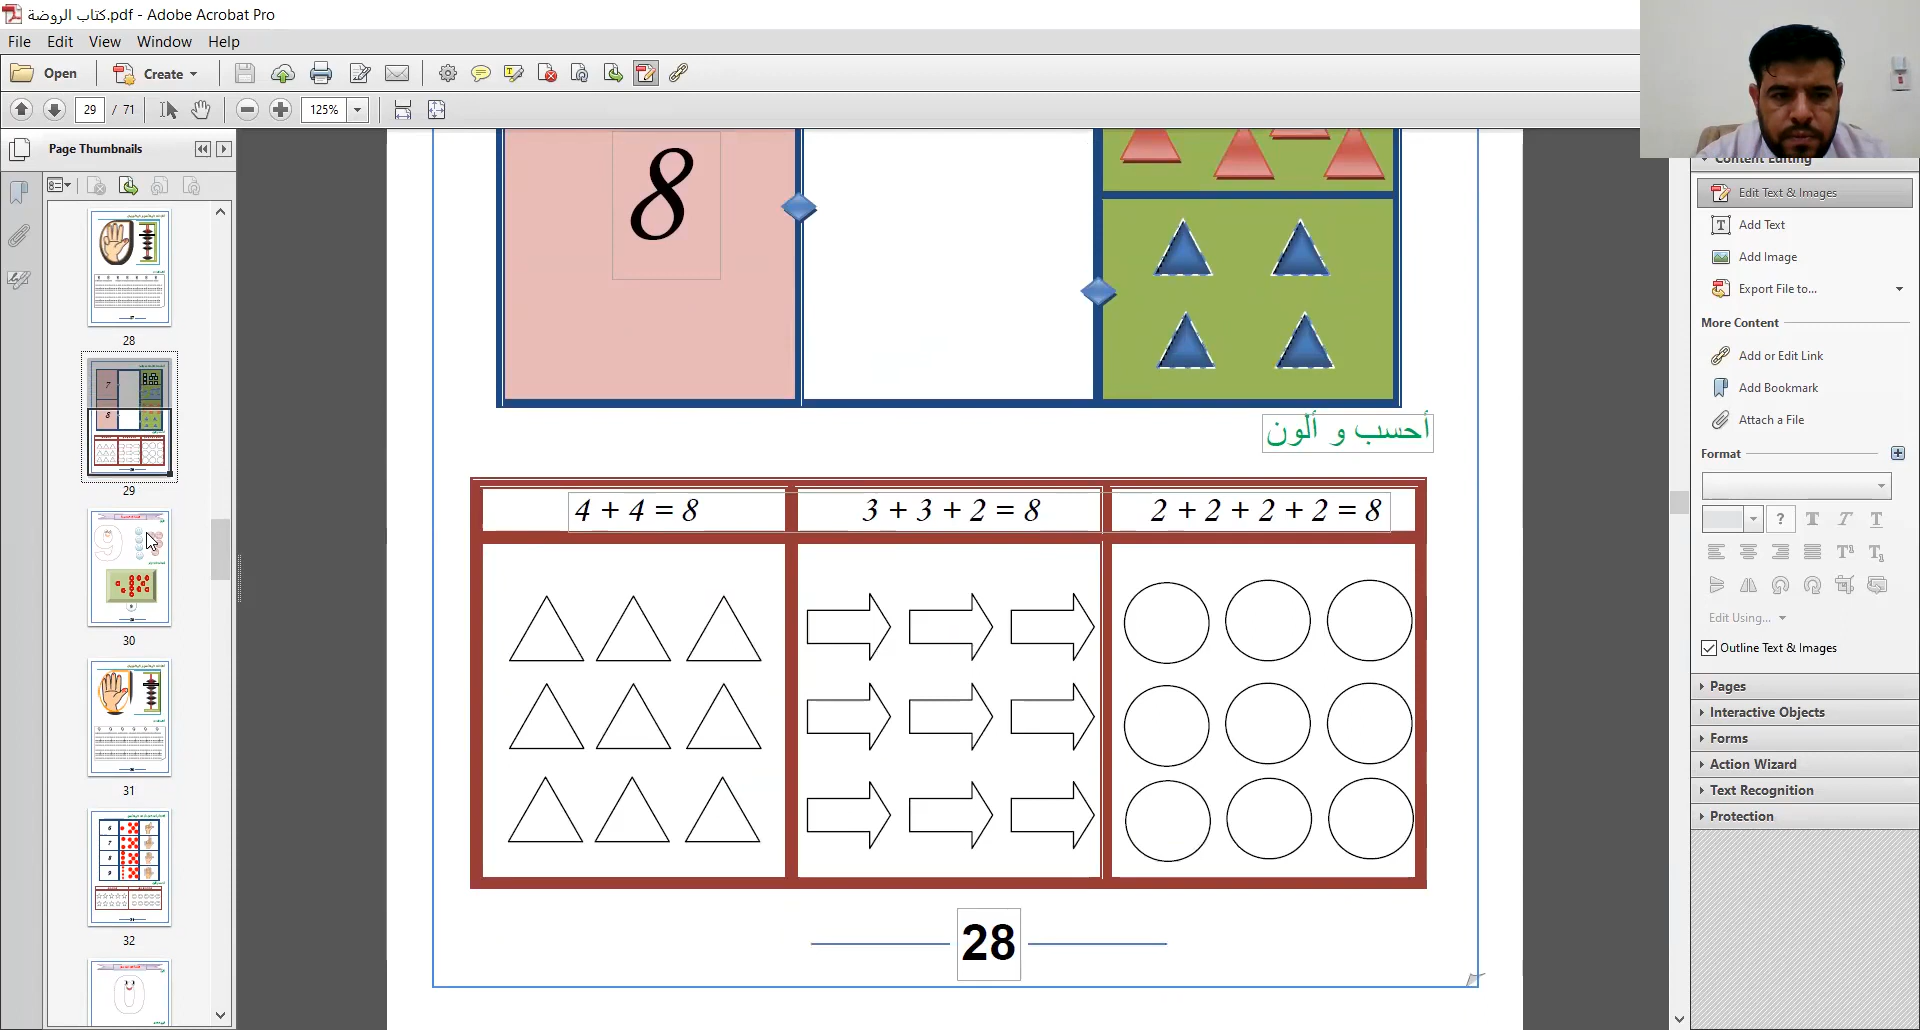 كتاب الروضة.pdf - Adobe Acrobat Pro
File Edit View Window Help
Open Create
29 / 71 125%
Page Thumbnails
28
29
30
31
32
8
أحسب و ألون
4 + 4 = 8 3 + 3 + 2 = 8 2 + 2 + 2 + 2 = 8
28
Content Editing
Edit Text & Images
Add Text
Add Image
Export File to...
More Content
Add or Edit Link
Add Bookmark
Attach a File
Format
Edit Using...
Outline Text & Images
Pages
Interactive Objects
Forms
Action Wizard
Text Recognition
Protection